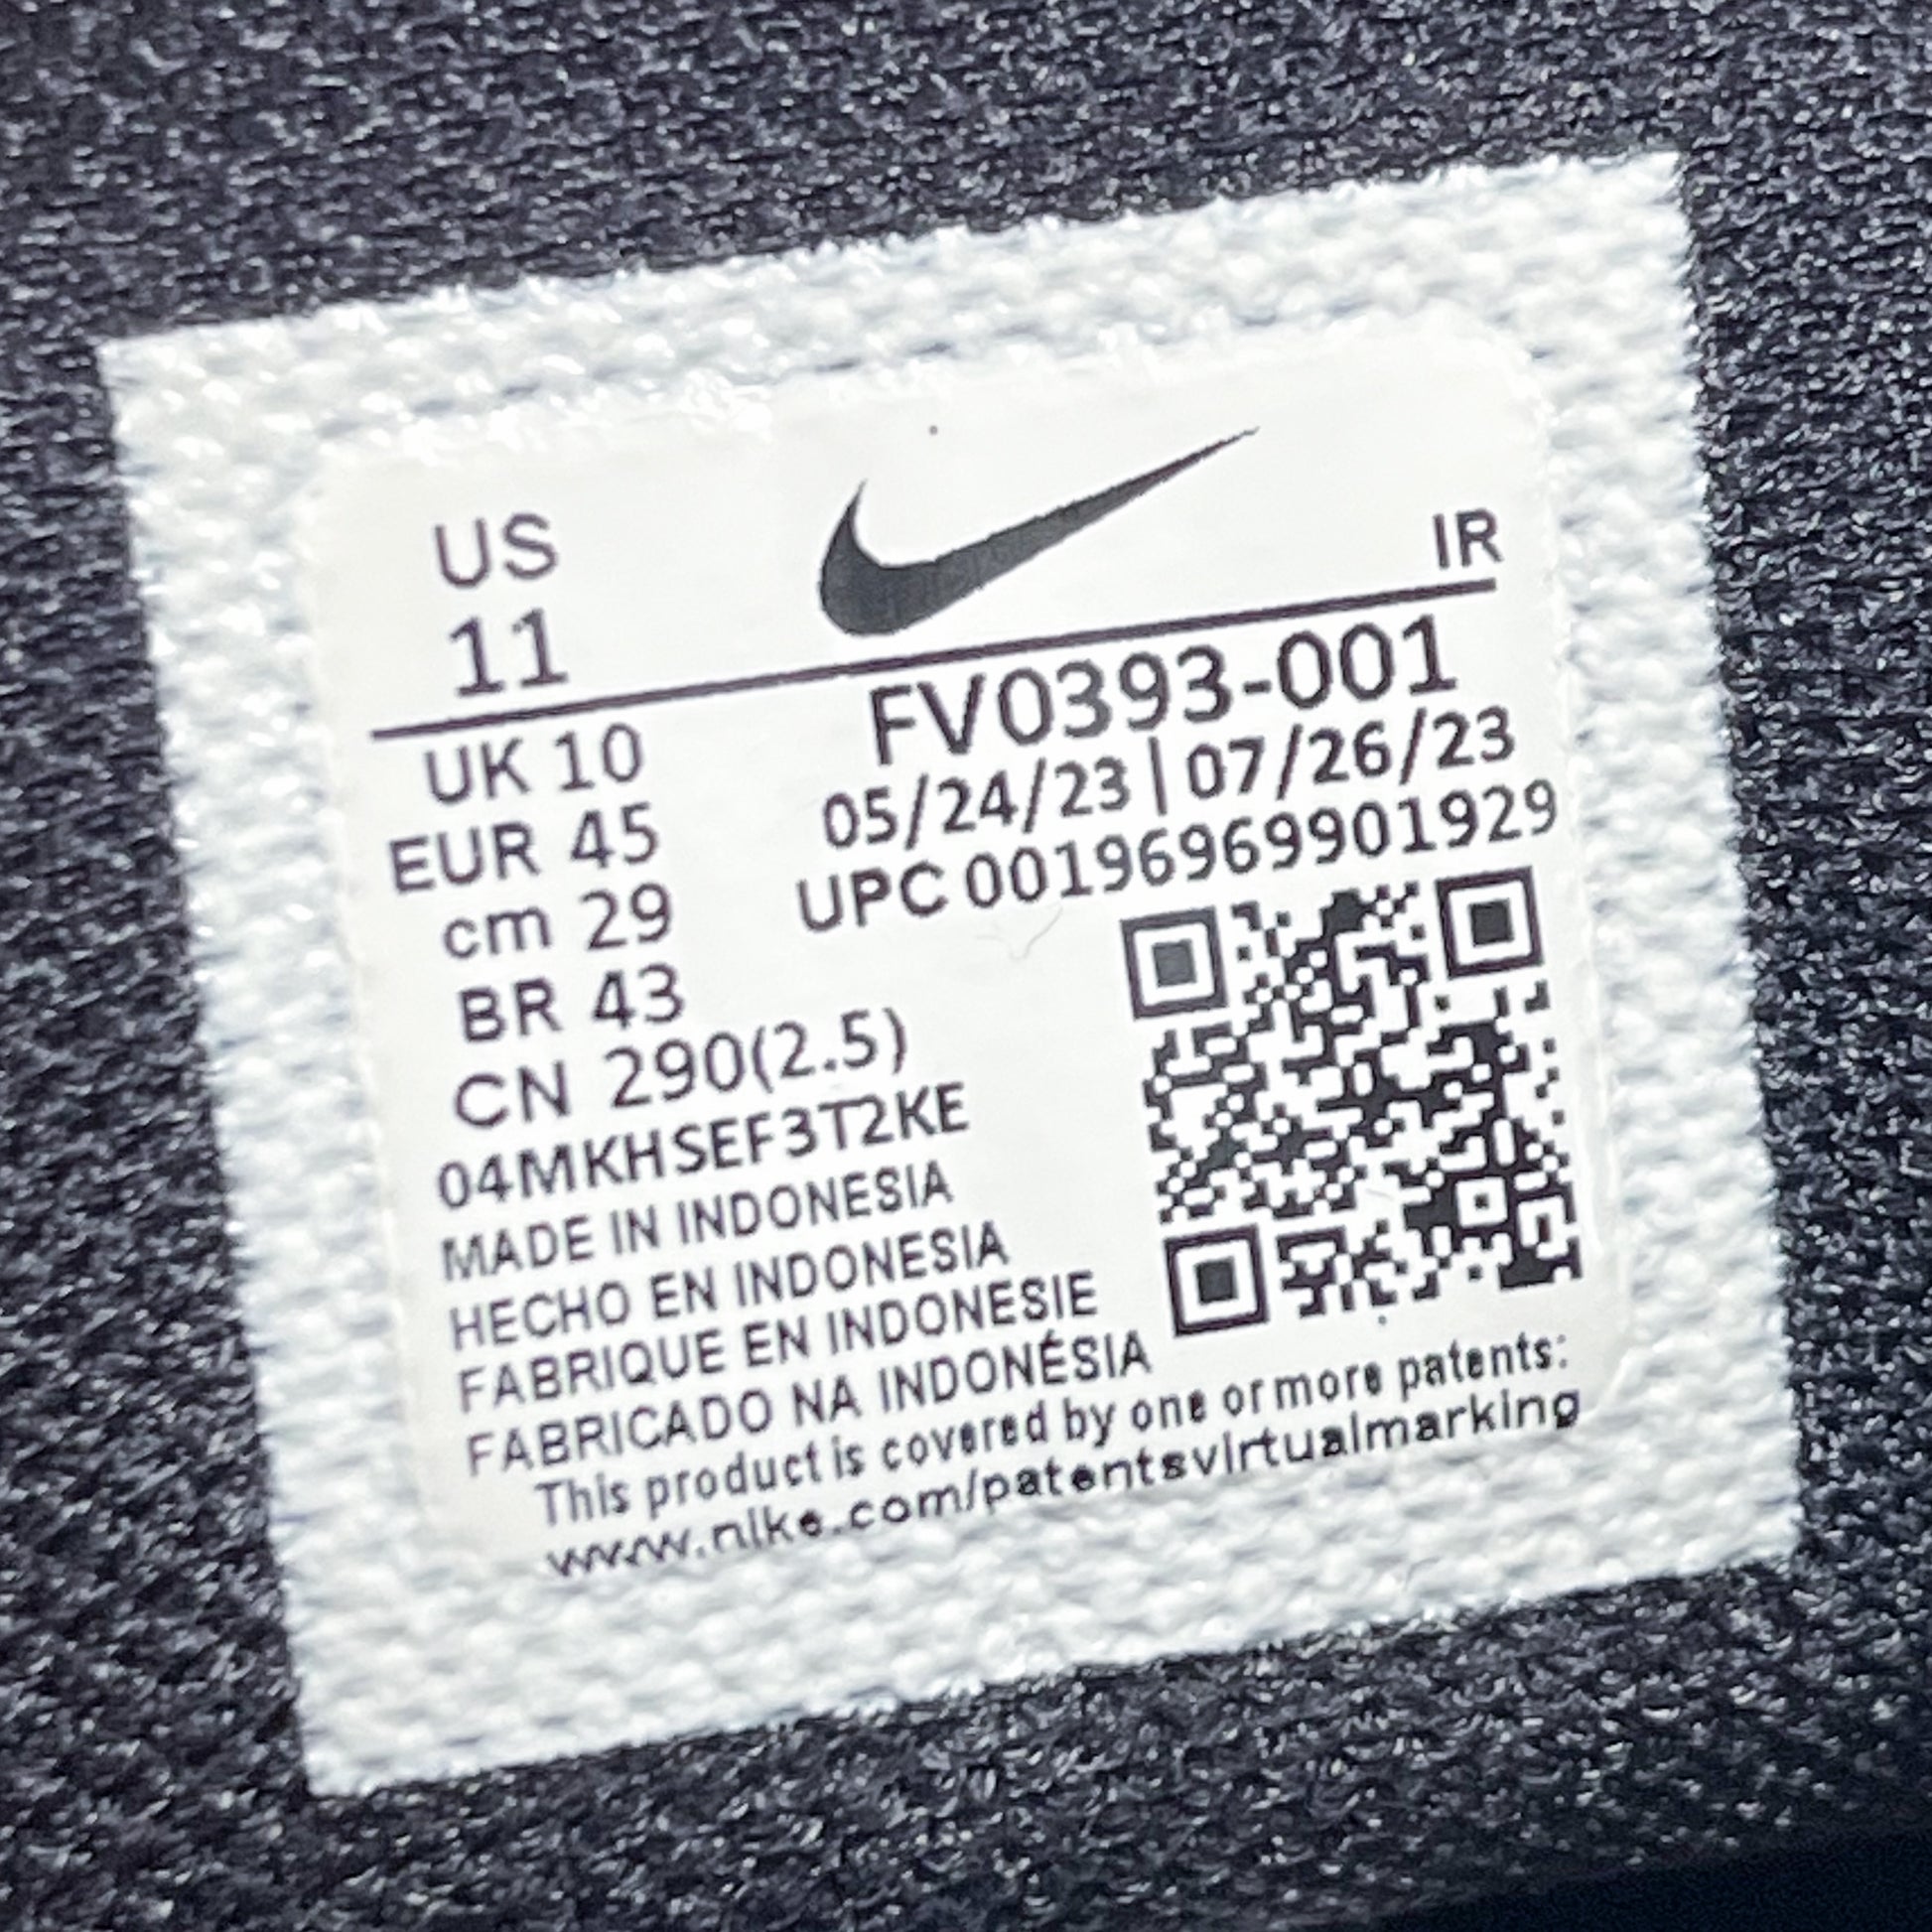 US
11
IR
UK 10
EUR 45
cm 29
BR 43
CN 290(2.5)
FV0393-001
05/24/23 | 07/26/23
UPC 00196969901929
04MKHSEF3T2KE
MADE IN INDONESIA
HECHO EN INDONESIA
FABRIQUE EN INDONESIE
FABRICADO NA INDONÉSIA
This product is covered by one or more patents:
www.nike.com/patentsvirtualmarking